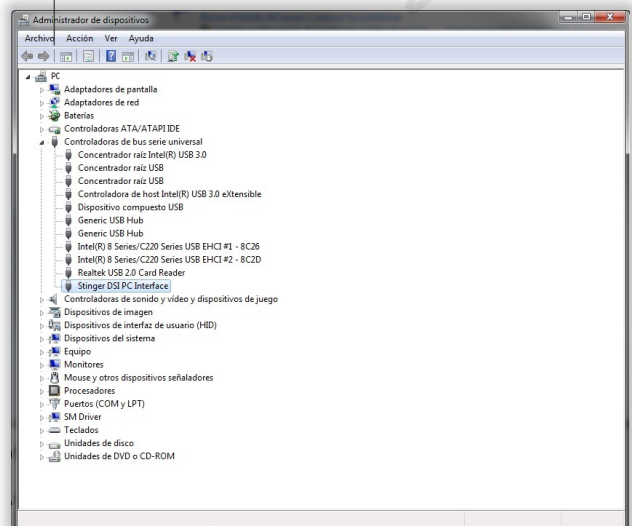 Administrador de dispositivos
Archivo Acción Ver Ayuda
PC
Adaptadores de pantalla
Adaptadores de red
Baterías
Controladoras ATA/ATAPI IDE
Controladoras de bus serie universal
Concentrador raíz Intel(R) USB 3.0
Concentrador raíz USB
Concentrador raíz USB
Controladora de host Intel(R) USB 3.0 eXtensible
Dispositivo compuesto USB
Generic USB Hub
Generic USB Hub
Intel(R) 8 Series/C220 Series USB EHCI #1 - 8C26
Intel(R) 8 Series/C220 Series USB EHCI #2 - 8C2D
Realtek USB 2.0 Card Reader
Stinger DSI PC Interface
Controladoras de sonido y vídeo y dispositivos de juego
Dispositivos de imagen
Dispositivos de interfaz de usuario (HID)
Dispositivos del sistema
Equipo
Monitores
Mouse y otros dispositivos señaladores
Procesadores
Puertos (COM y LPT)
SM Driver
Teclados
Unidades de disco
Unidades de DVD o CD-ROM